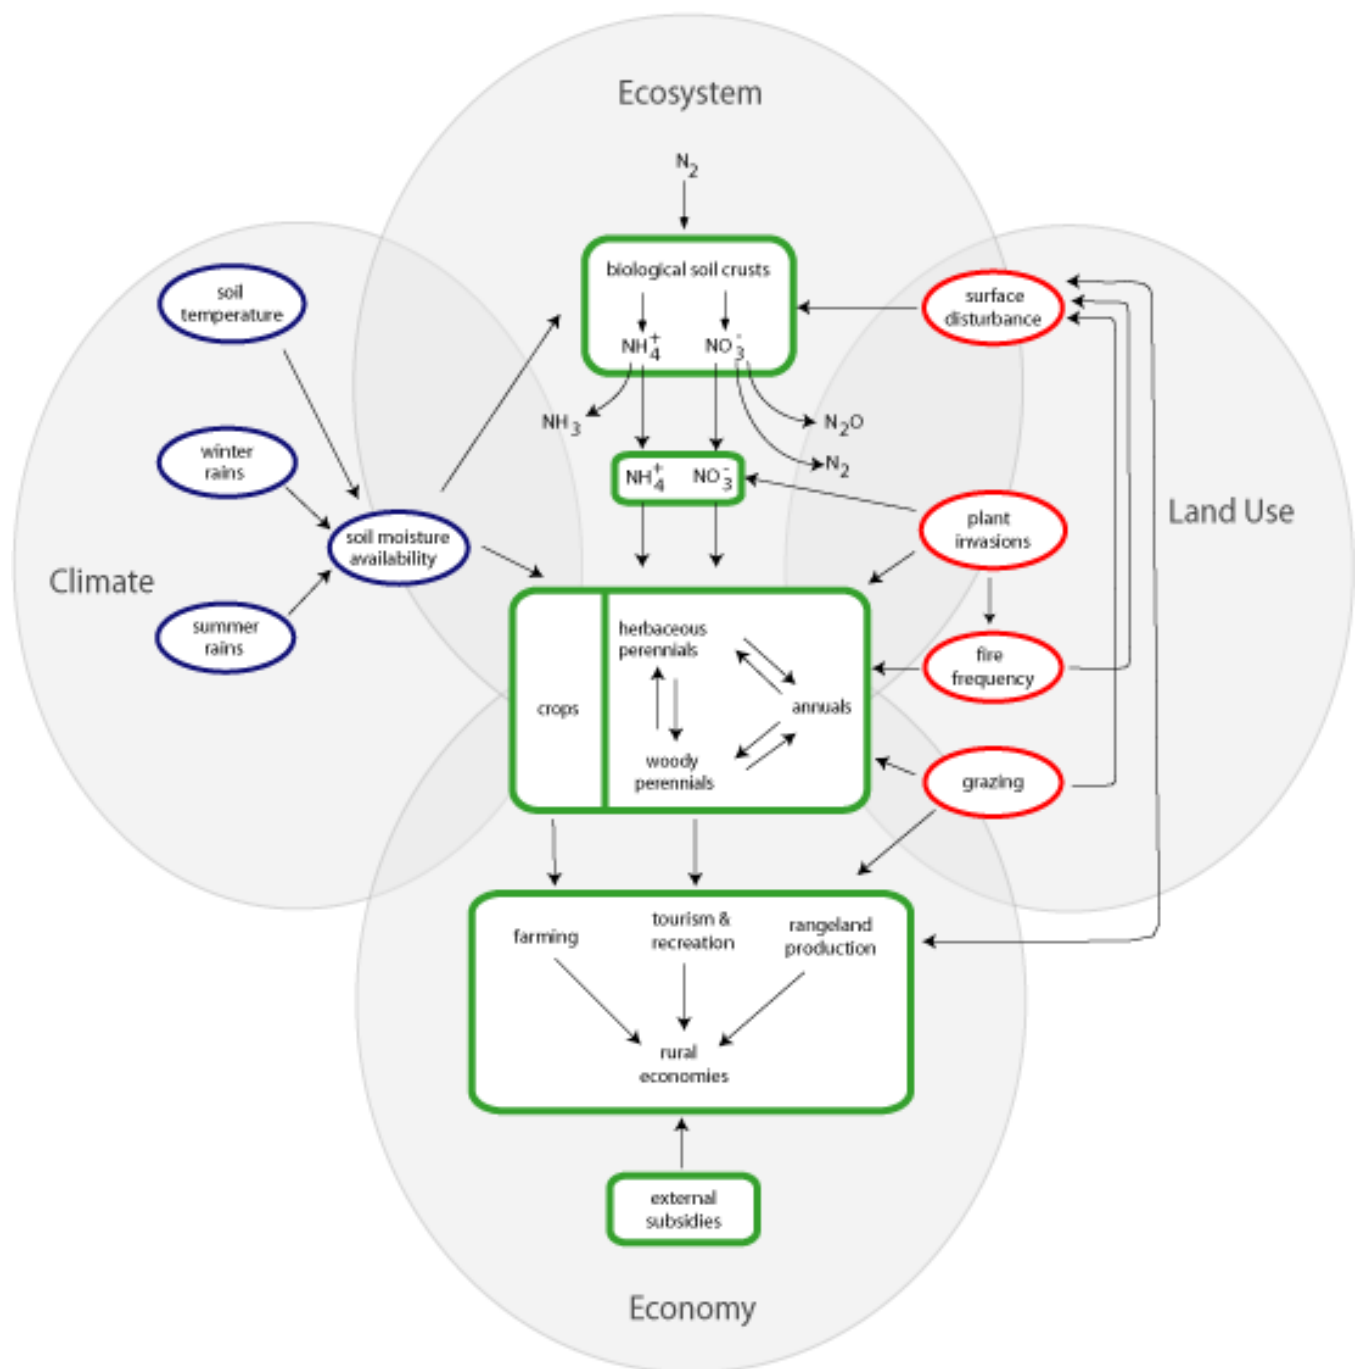 Ecosystem
N2
biological soil crusts
NH4+ NO3-
NH3
N2O
N2
NH4+ NO3-
Climate
soil
temperature
winter
rains
soil moisture
availability
summer
rains
Land Use
surface
disturbance
plant
invasions
fire
frequency
grazing
crops
herbaceous
perennials
annuals
woody
perennials
farming
tourism &
recreation
rangeland
production
rural
economies
external
subsidies
Economy